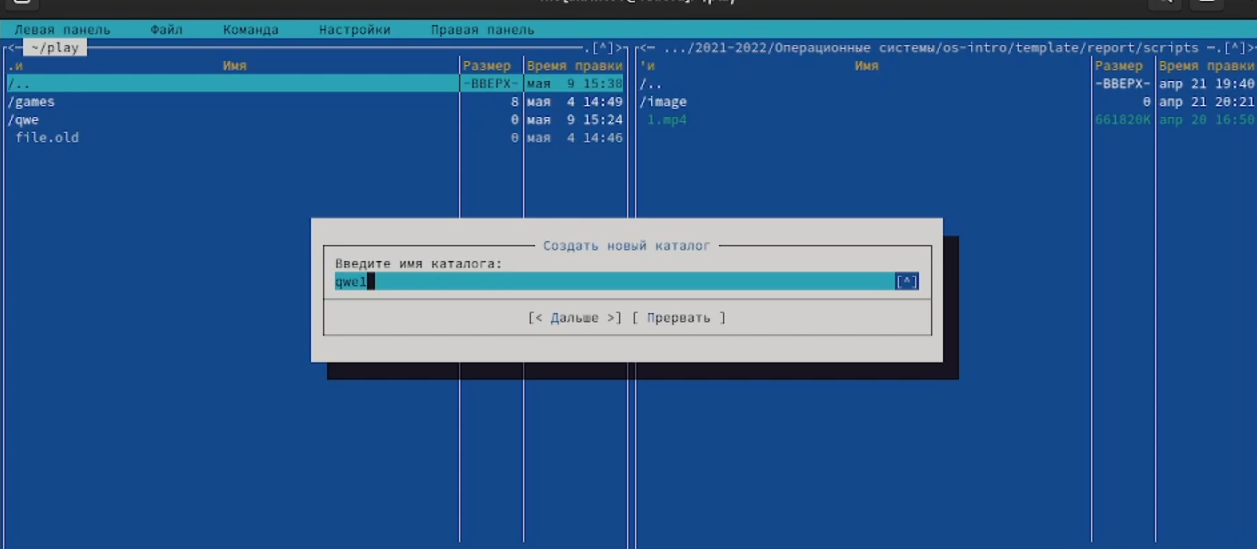 Левая панель Файл Команда Настройки Правая панель
<— ~/play —.[^]>
.и Имя Размер Время правки
/.. -ВВЕРХ- мая 9 15:38
/games 8 мая 4 14:49
/qwe 0 мая 9 15:24
file.old 0 мая 4 14:46
<— .../2021-2022/Операционные системы/os-intro/template/report/scripts —.[^]>
'и Имя Размер Время правки
/.. -ВВЕРХ- апр 21 19:40
/image 0 апр 21 20:21
1.mp4 661820K апр 20 16:50
Создать новый каталог
Введите имя каталога:
qwe1 [^]
[< Дальше >] [ Прервать ]